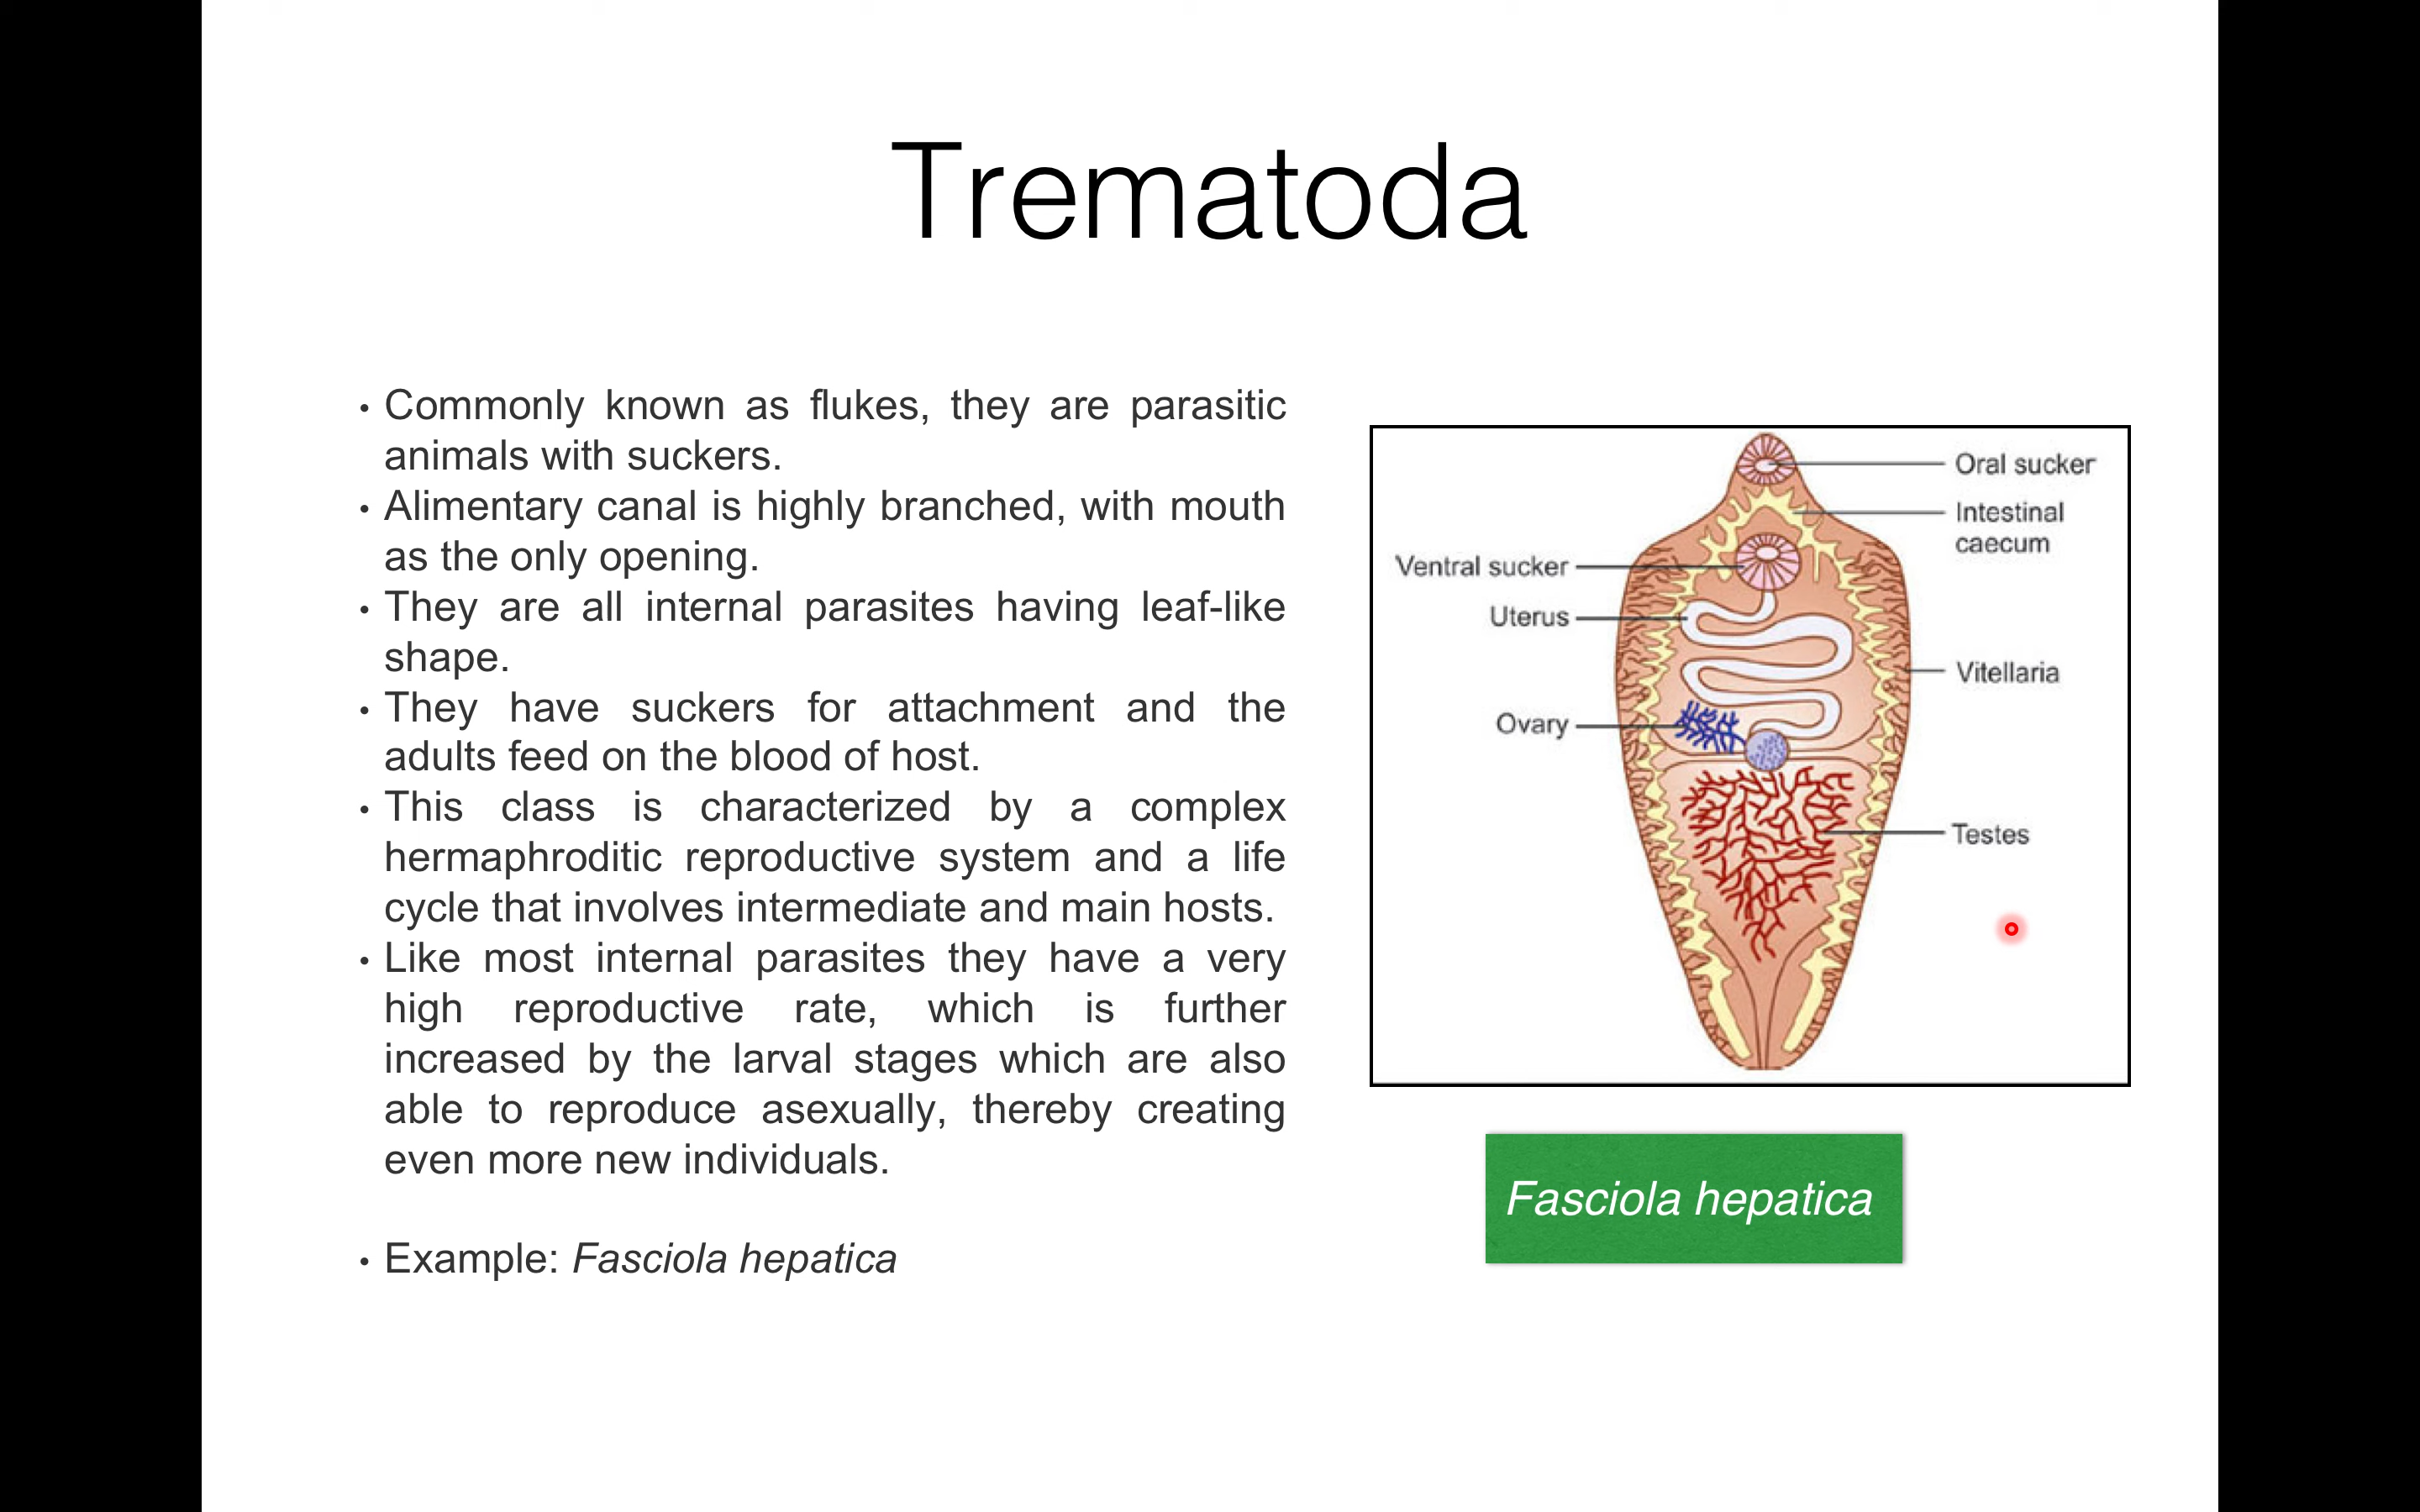 Trematoda
• Commonly known as flukes, they are parasitic
animals with suckers.
• Alimentary canal is highly branched, with mouth
as the only opening.
• They are all internal parasites having leaf-like
shape.
• They have suckers for attachment and the
adults feed on the blood of host.
• This class is characterized by a complex
hermaphroditic reproductive system and a life
cycle that involves intermediate and main hosts.
• Like most internal parasites they have a very
high reproductive rate, which is further
increased by the larval stages which are also
able to reproduce asexually, thereby creating
even more new individuals.
• Example: Fasciola hepatica
Oral sucker
Intestinal
caecum
Ventral sucker
Uterus
Vitellaria
Ovary
Testes
Fasciola hepatica